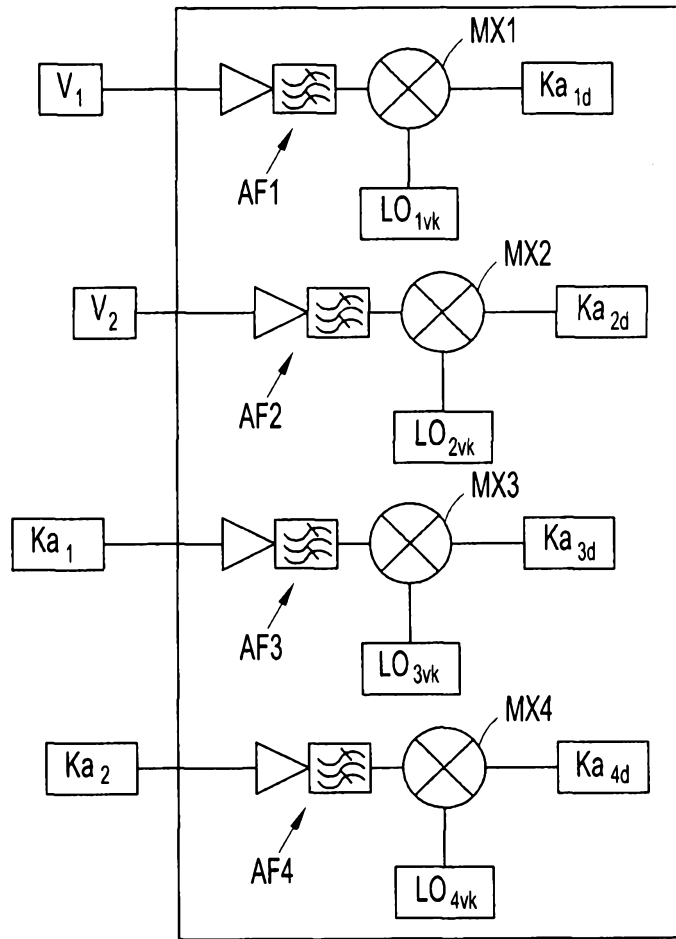 MX1
V1
Ka1d
AF1
LO1vk
MX2
V2
Ka2d
AF2
LO2vk
MX3
Ka1
Ka3d
AF3
LO3vk
MX4
Ka2
Ka4d
AF4
LO4vk